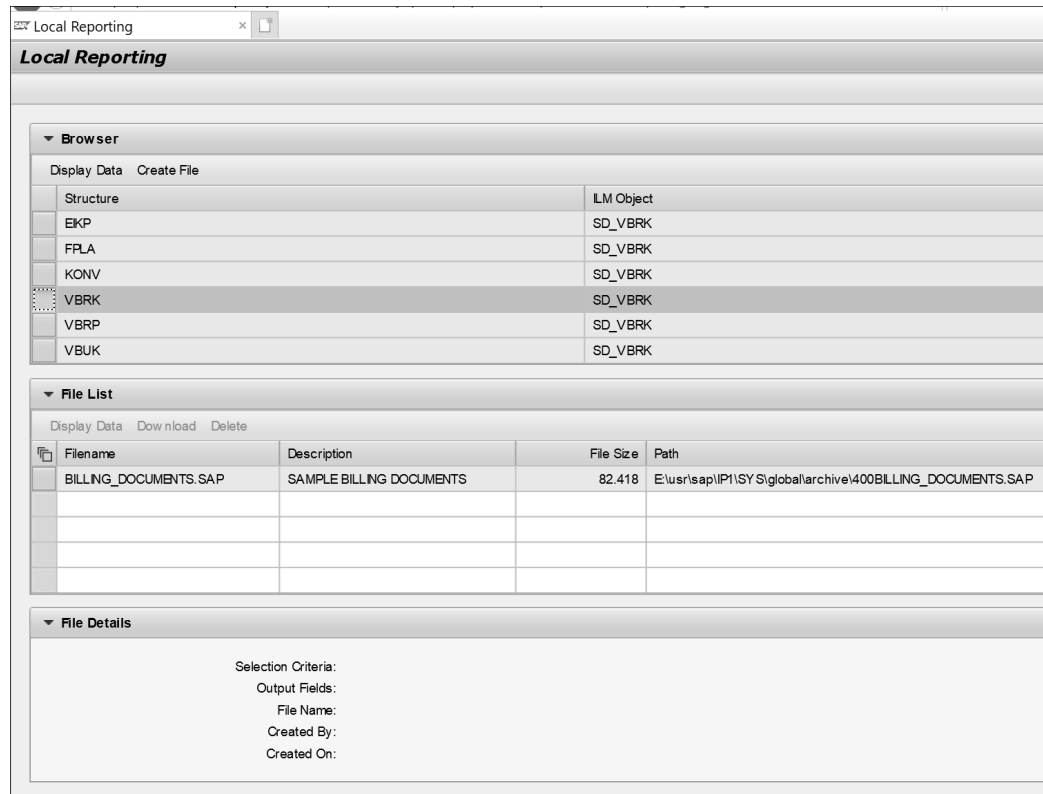 SAP Local Reporting ×
Local Reporting
Browser
Display Data Create File
Structure ILM Object
EIKP SD_VBRK
FPLA SD_VBRK
KONV SD_VBRK
VBRK SD_VBRK
VBRP SD_VBRK
VBUK SD_VBRK
File List
Display Data Download Delete
Filename Description File Size Path
BILLING_DOCUMENTS.SAP SAMPLE BILLING DOCUMENTS 82.418 E:\usr\sap\IP1\SYS\global\archive\400BILLING_DOCUMENTS.SAP
File Details
Selection Criteria:
Output Fields:
File Name:
Created By:
Created On: